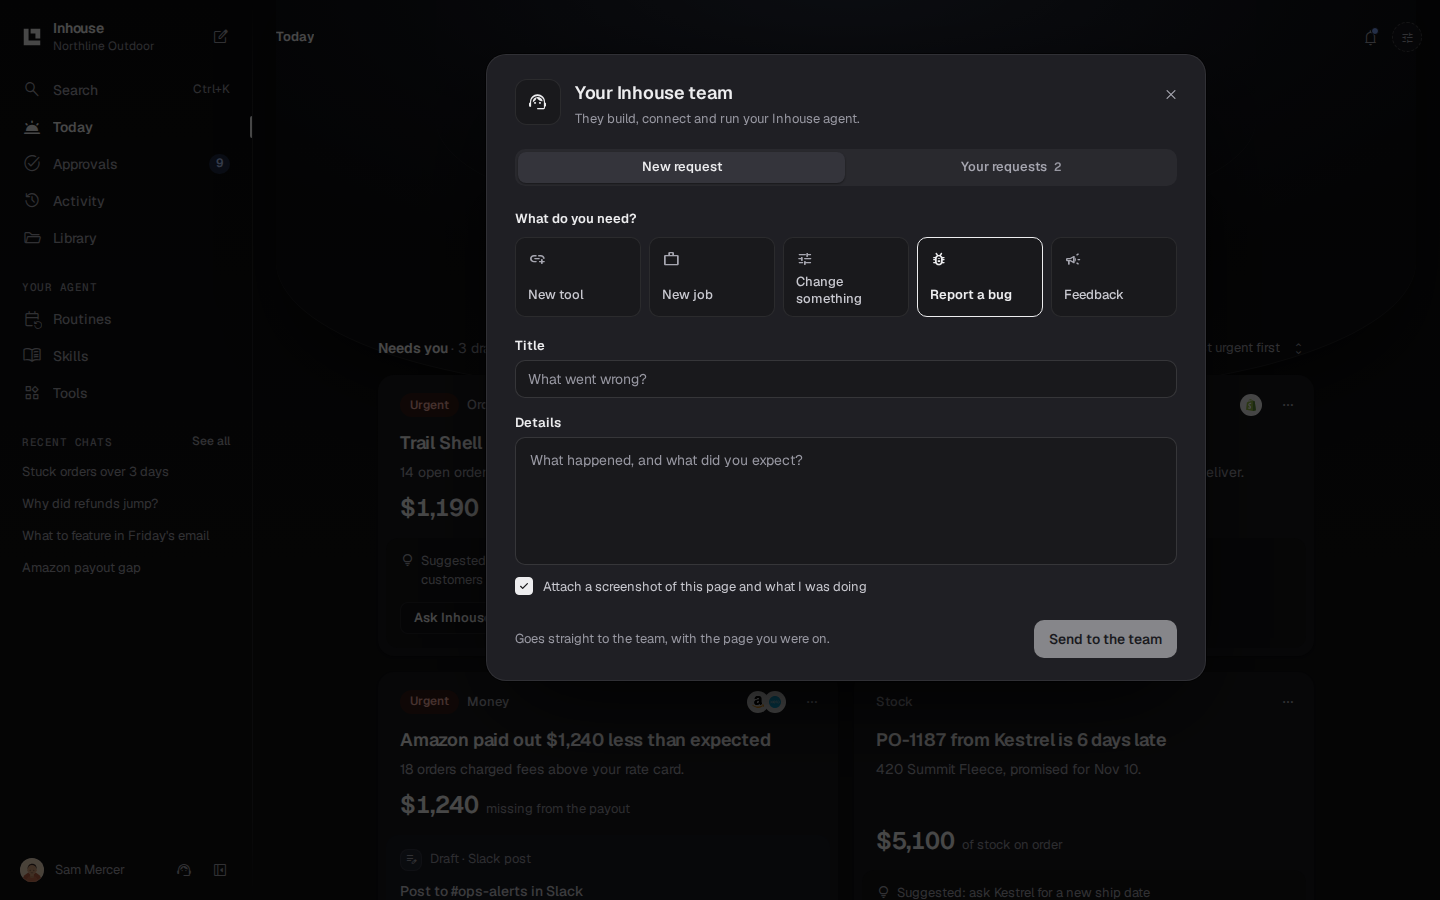 Inhouse
Northline Outdoor
Search Ctrl+K
Today
Approvals 9
Activity
Library
YOUR AGENT
Routines
Skills
Tools
RECENT CHATS See all
Stuck orders over 3 days
Why did refunds jump?
What to feature in Friday's email
Amazon payout gap
Sam Mercer
Today
Your Inhouse team
They build, connect and run your Inhouse agent.
New request
Your requests 2
What do you need?
New tool
New job
Change
something
Report a bug
Feedback
Title
What went wrong?
Details
What happened, and what did you expect?
Attach a screenshot of this page and what I was doing
Goes straight to the team, with the page you were on.
Send to the team
Needs you · 3
urgent first
Urgent
Trail Shell
14 open
eliver.
$1,190
Suggested
customers
Ask
Urgent Money
Amazon paid out $1,240 less than expected
18 orders charged fees above your rate card.
$1,240 missing from the payout
Draft · Slack post
Post to #ops-alerts in Slack
Stock
PO-1187 from Kestrel is 6 days late
420 Summit Fleece, promised for Nov 10.
$5,100 of stock on order
Suggested: ask Kestrel for a new ship date